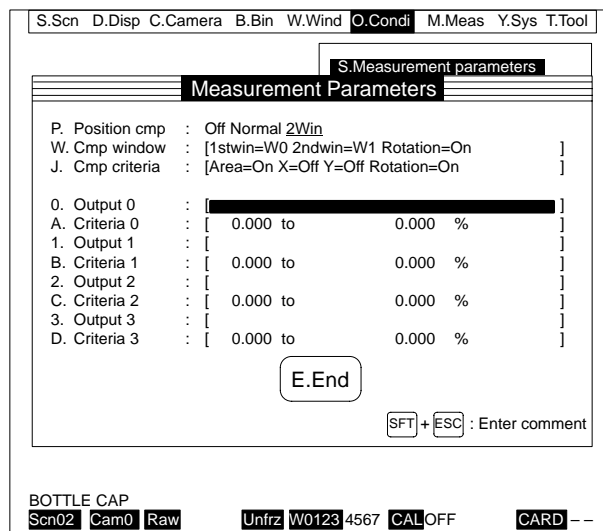 S.Scn D.Disp C.Camera B.Bin W.Wind O.Condi M.Meas Y.Sys T.Tool
S.Measurement parameters
Measurement Parameters
P. Position cmp : Off Normal 2Win
W. Cmp window : [1stwin=W0 2ndwin=W1 Rotation=On ]
J. Cmp criteria : [Area=On X=Off Y=Off Rotation=On ]
0. Output 0 : [ ]
A. Criteria 0 : [ 0.000 to 0.000 % ]
1. Output 1 : [ ]
B. Criteria 1 : [ 0.000 to 0.000 % ]
2. Output 2 : [ ]
C. Criteria 2 : [ 0.000 to 0.000 % ]
3. Output 3 : [ ]
D. Criteria 3 : [ 0.000 to 0.000 % ]
E.End
SFT + ESC : Enter comment
BOTTLE CAP
Scn02 Cam0 Raw Unfrz W0123 4567 CAL OFF CARD – –